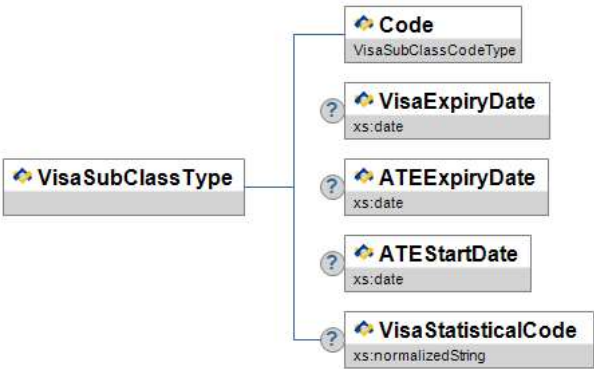 Code
VisaSubClassCodeType
?
VisaExpiryDate
xs:date
VisaSubClassType
?
ATEExpiryDate
xs:date
?
ATEStartDate
xs:date
?
VisaStatisticalCode
xs:normalizedString